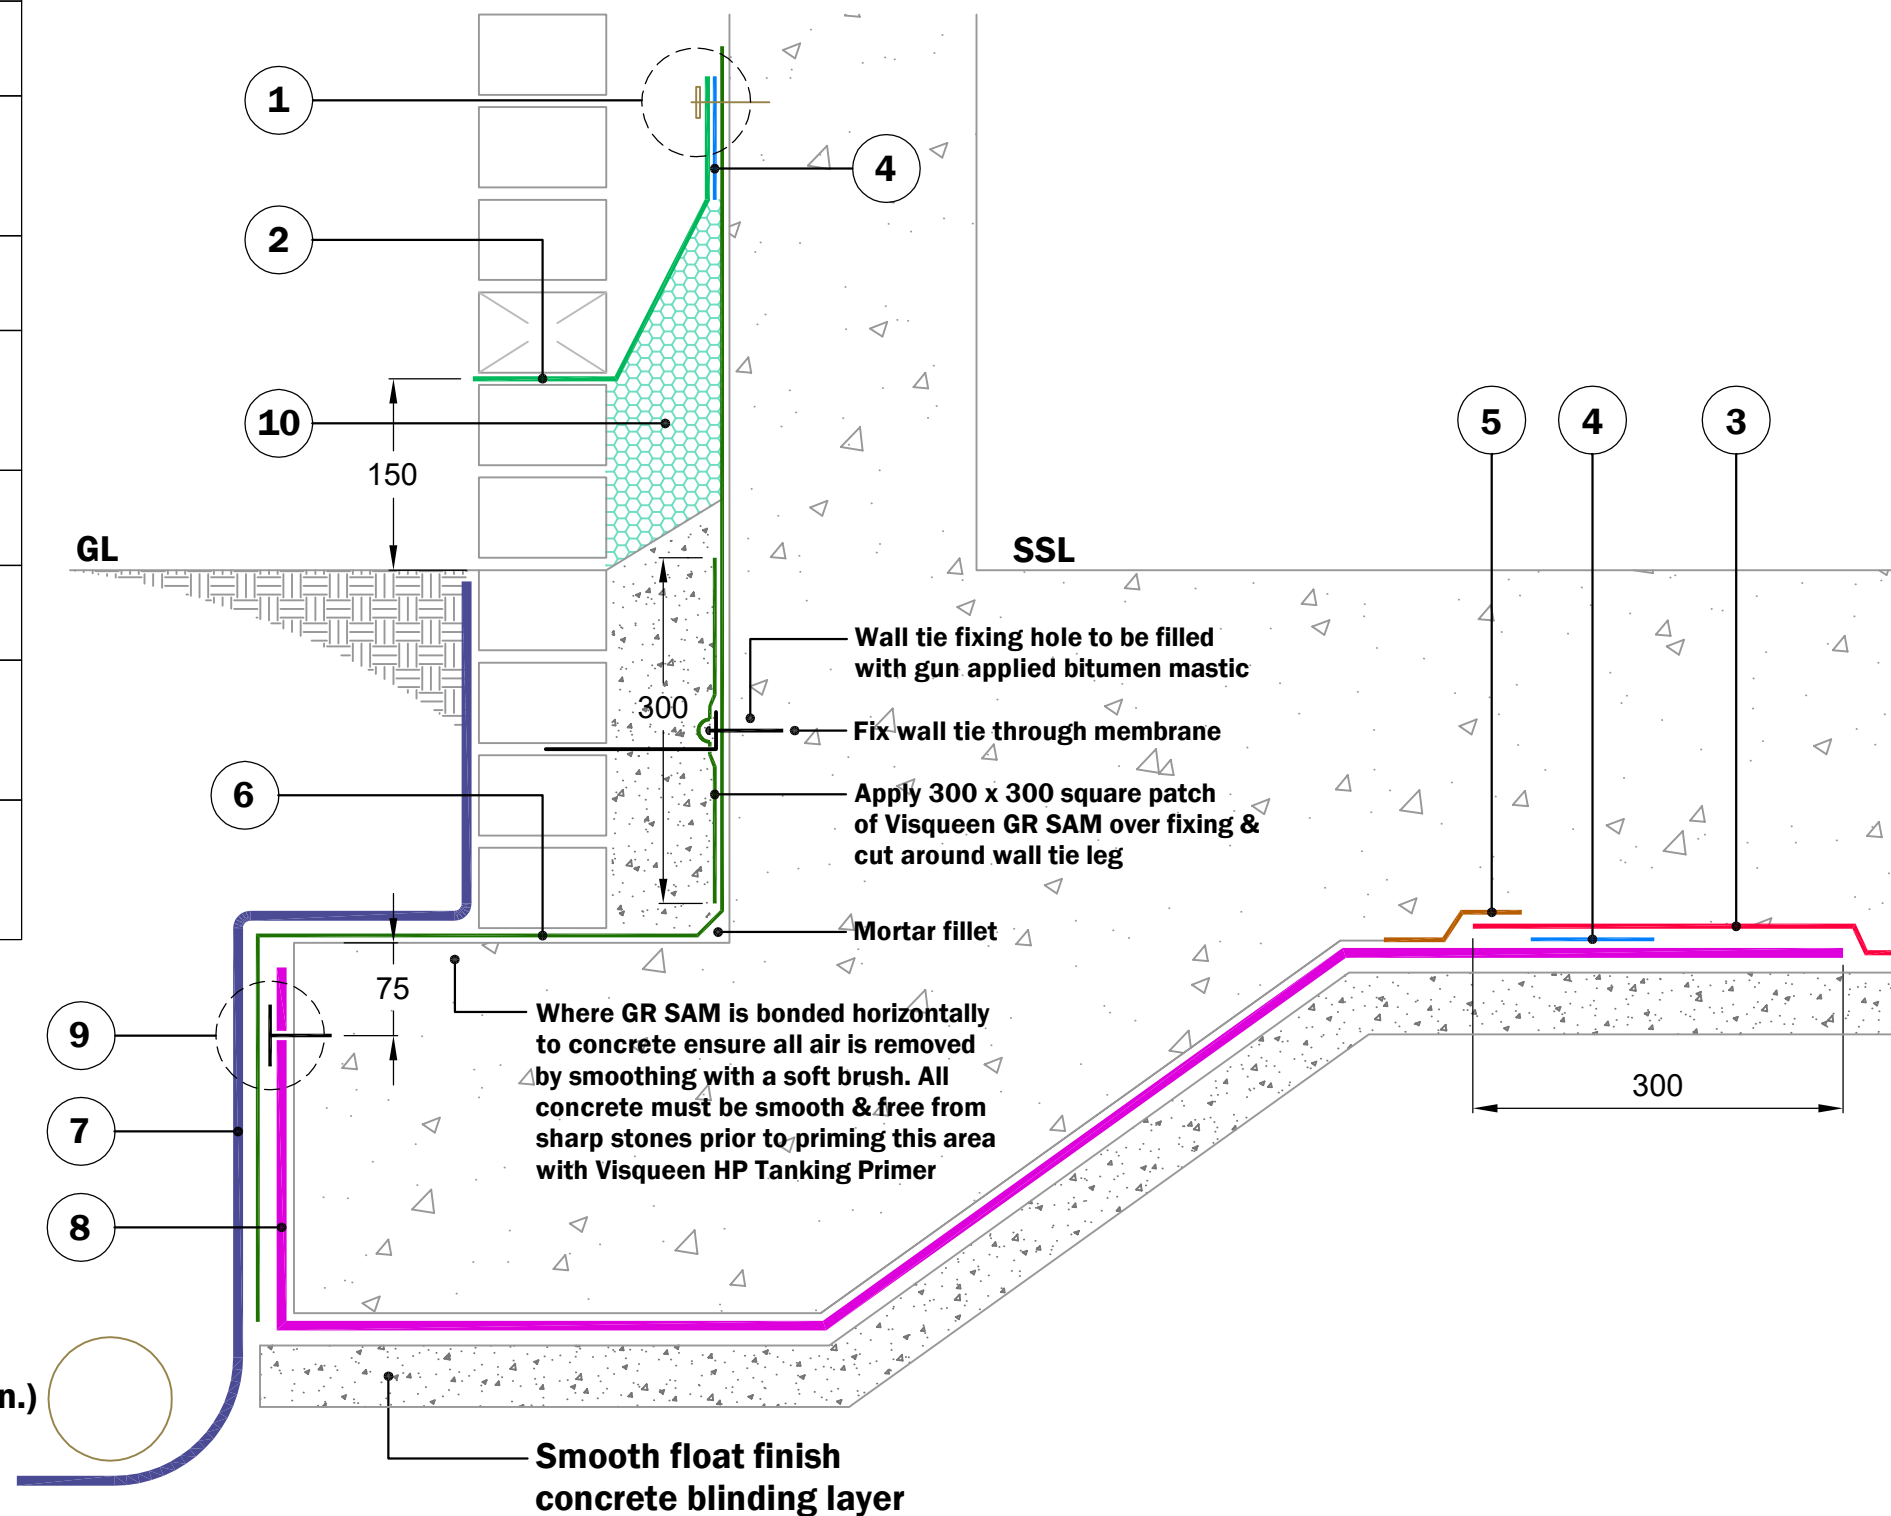 1
4
2
10
5
4
3
150
GL
SSL
Wall tie fixing hole to be filled
with gun applied bitumen mastic
300
Fix wall tie through membrane
6
Apply 300 x 300 square patch
of Visqueen GR SAM over fixing &
cut around wall tie leg
Mortar fillet
75
9
Where GR SAM is bonded horizontally
to concrete ensure all air is removed
by smoothing with a soft brush. All
concrete must be smooth & free from
sharp stones prior to priming this area
with Visqueen HP Tanking Primer
300
7
8
n.)
Smooth float finish
concrete blinding layer